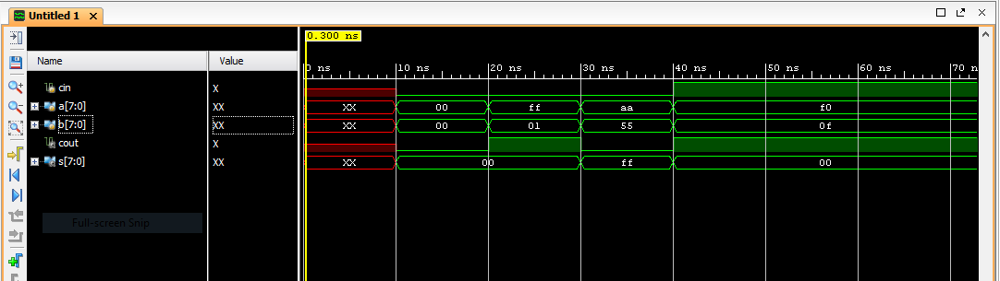 Untitled 1
0.300 ns
Name Value
0 ns 10 ns 20 ns 30 ns 40 ns 50 ns 60 ns 70 n
cin X
a[7:0] XX XX 00 ff aa f0
b[7:0] XX XX 00 01 55 0f
cout X
s[7:0] XX XX 00 ff 00
Full-screen Snip